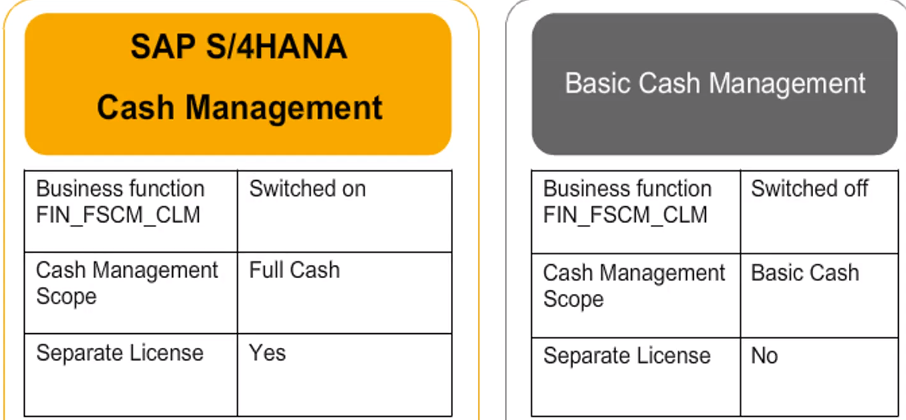 SAP S/4HANA
Cash Management
Business function
FIN_FSCM_CLM
Switched on
Cash Management
Scope
Full Cash
Separate License
Yes
Basic Cash Management
Business function
FIN_FSCM_CLM
Switched off
Cash Management
Scope
Basic Cash
Separate License
No